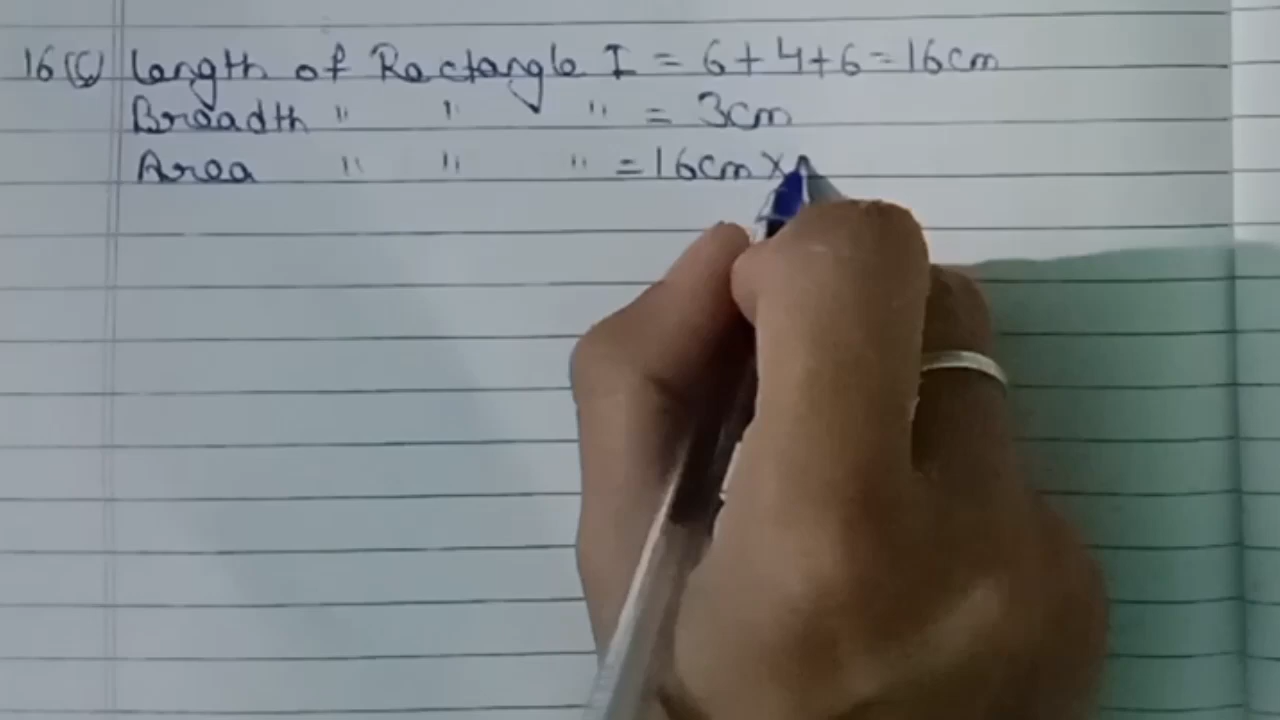 16(c) Length of Rectangle I = 6+4+6=16cm
Breadth " " " = 3cm
Area " " " =16cm×